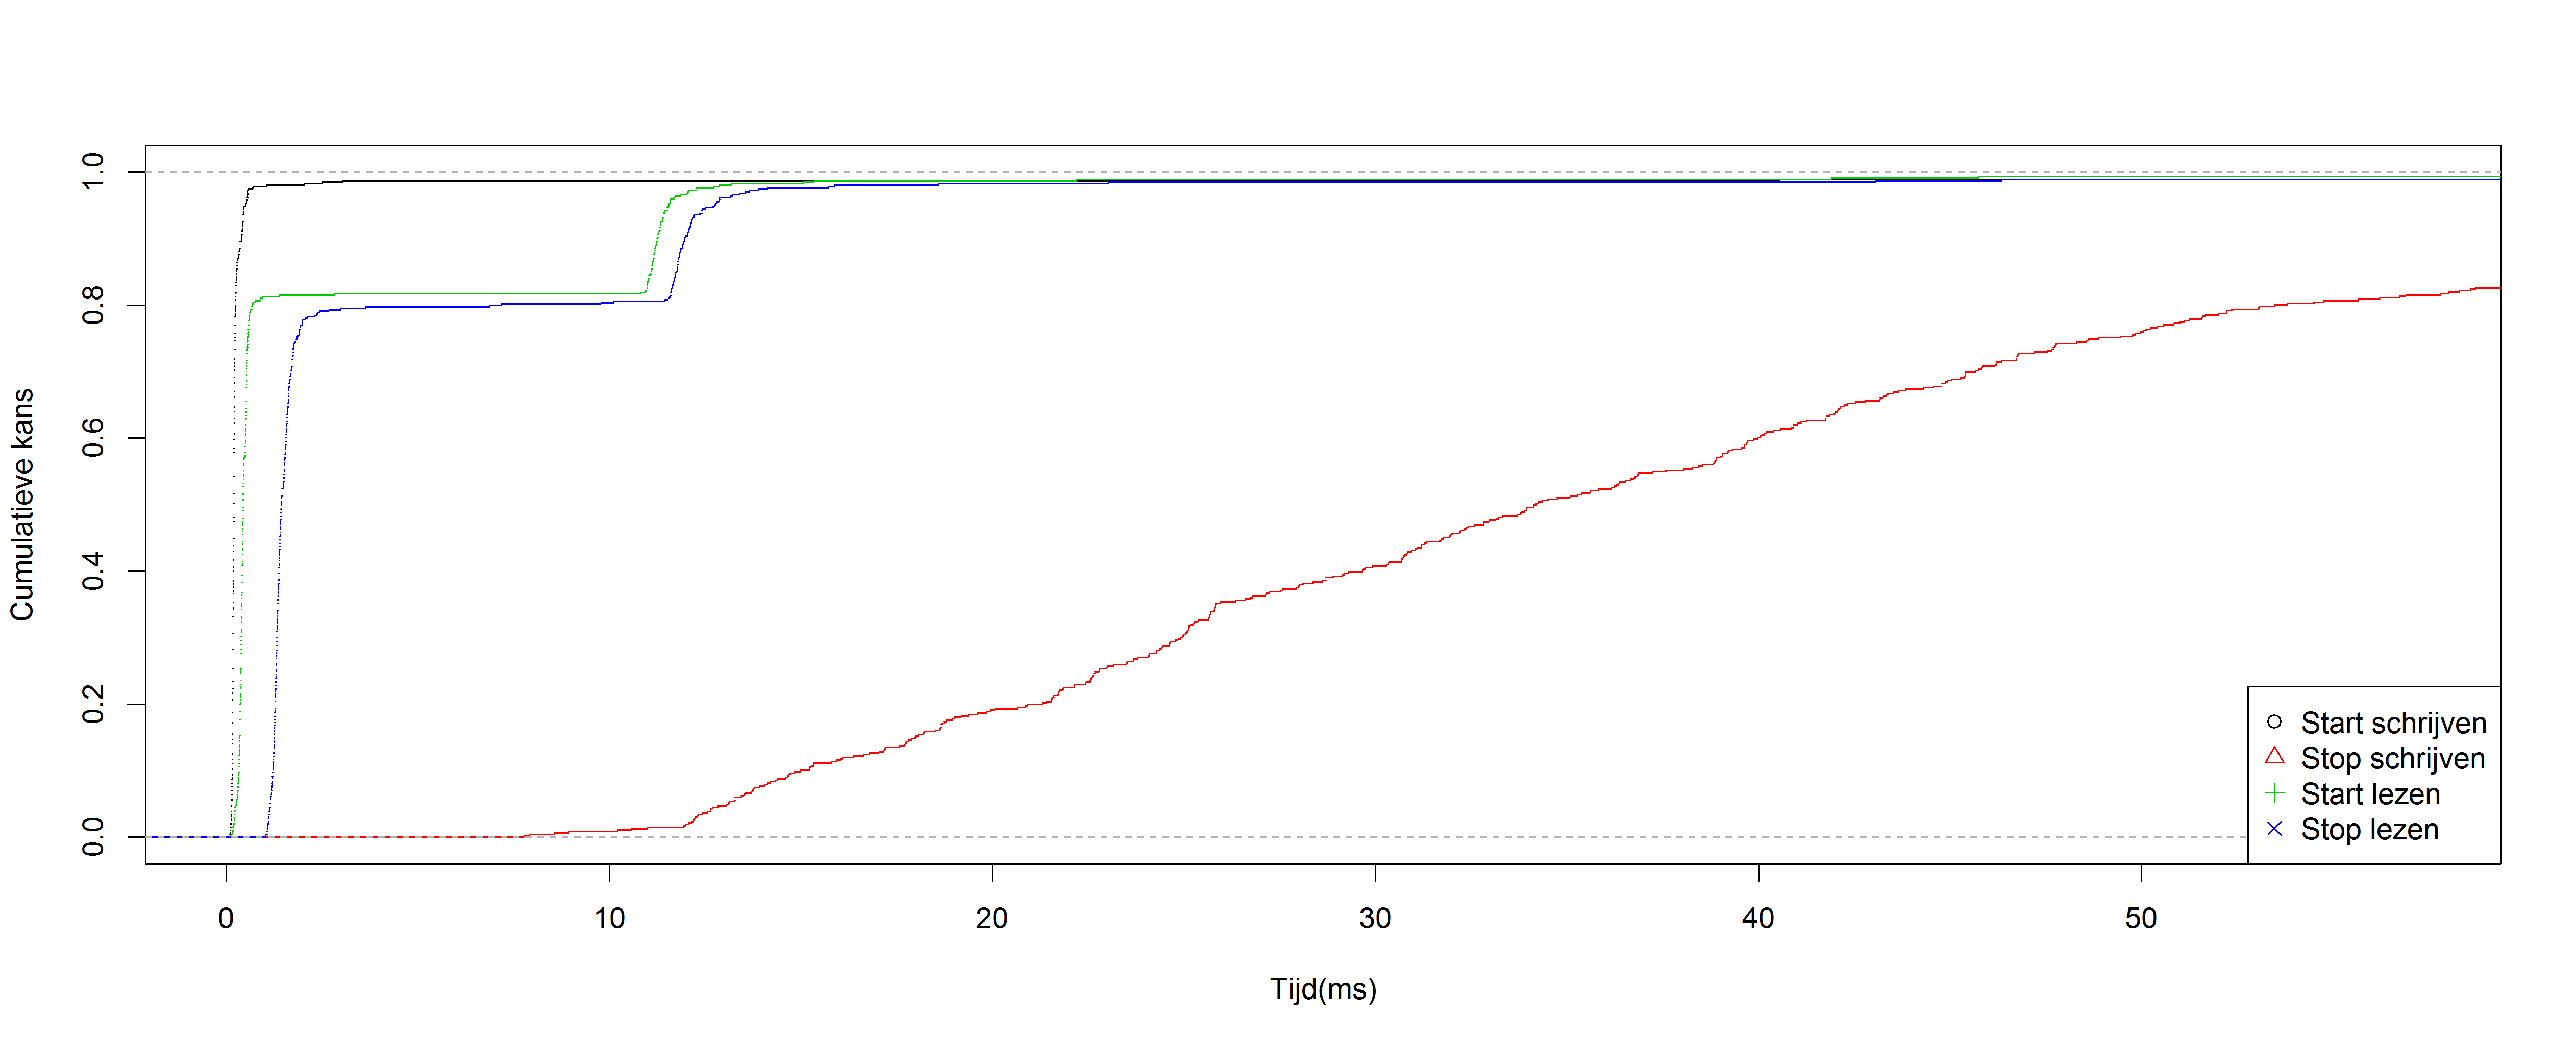 Cumulatieve kans
1.0
0.8
0.6
0.4
0.2
0.0
Start schrijven
Stop schrijven
Start lezen
Stop lezen
0 10 20 30 40 50
Tijd(ms)